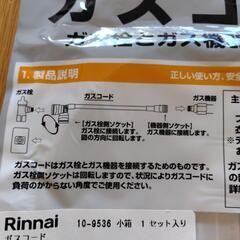 ガスコ
ガス栓とガス機
1. 製品説明
正しい使い方、安全
ガス栓
ガスコード
ガス機器
【ガス栓側ソケット】
ガス栓に接続します。
【機器側ソケット】
ガス機器に接続します。
ガスコードはガス栓とガス機器を接続するためのものです。
ガス栓側ソケットは回転しますので、状況によりガスコードに
負荷のがからない角度でご使用ください。
Rinnai
10-9536 小箱 1セット入り
ガスコード